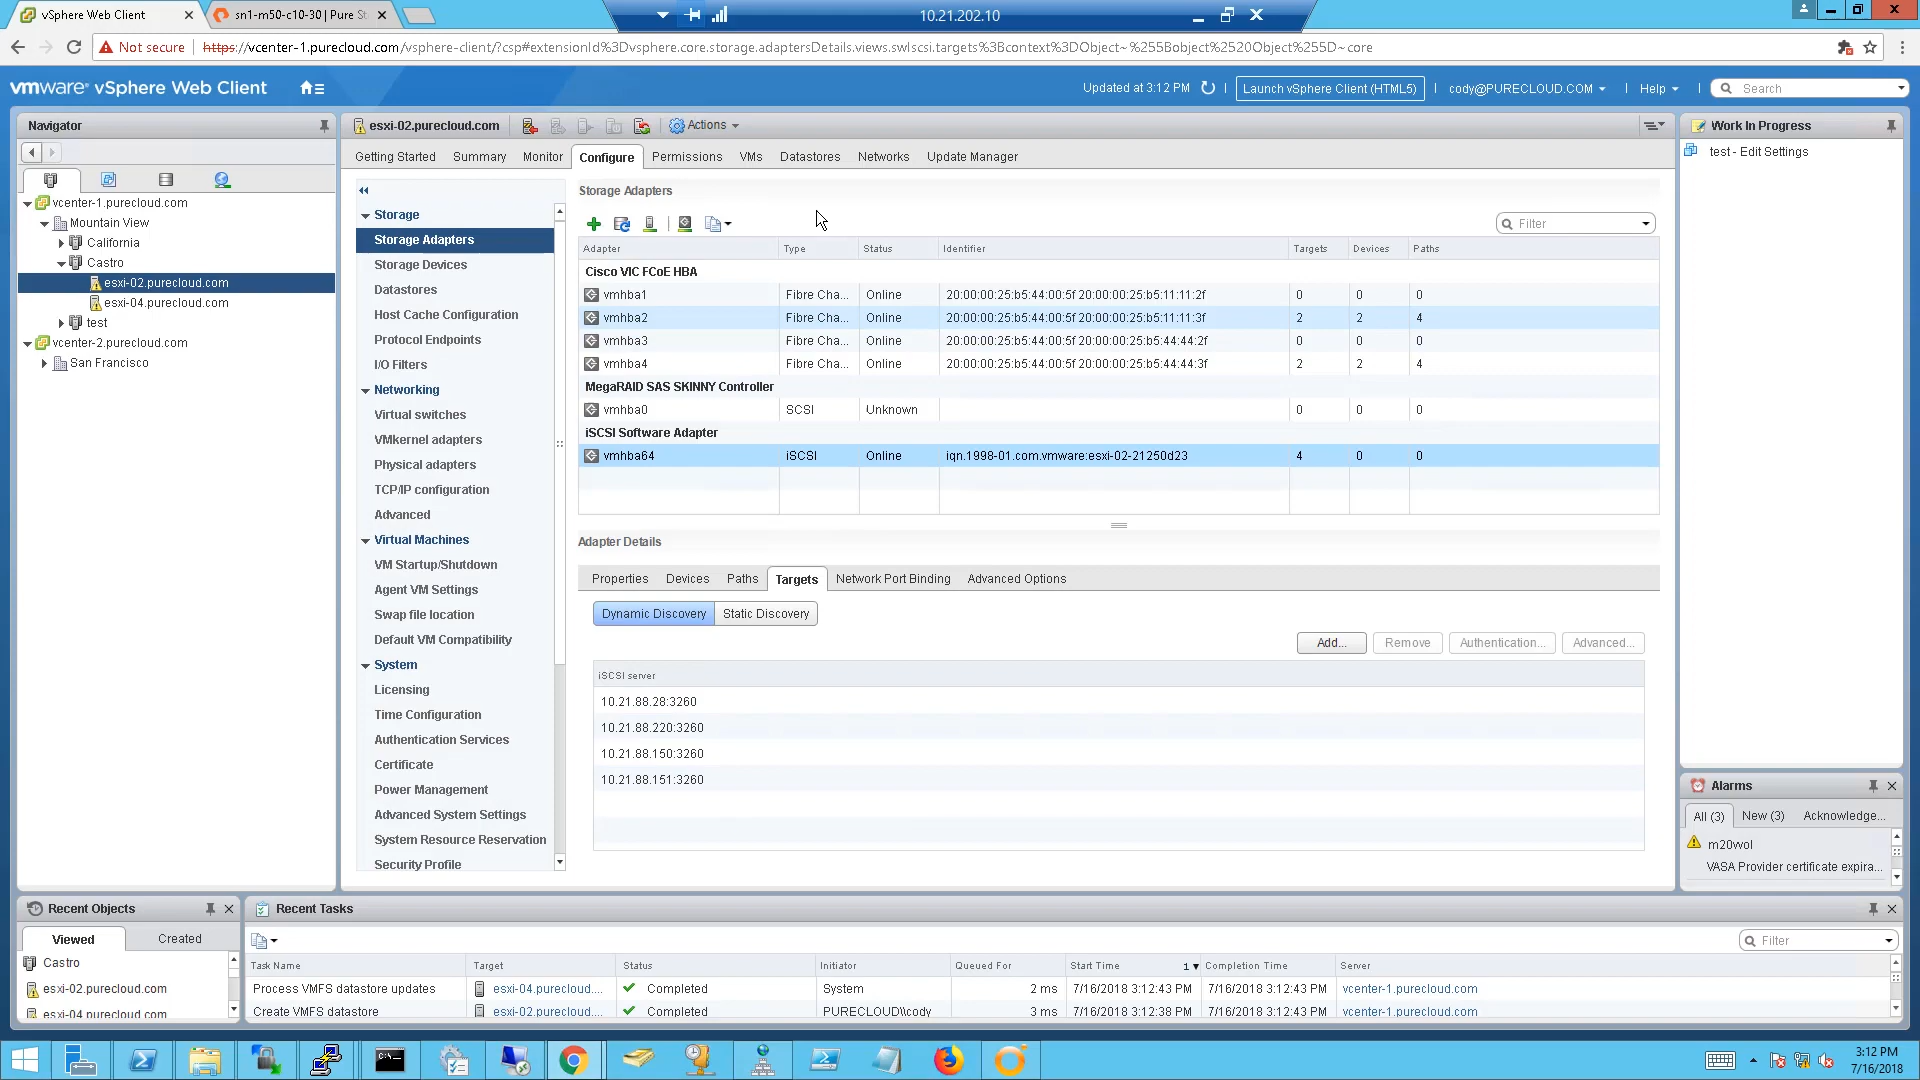 vSphere Web Client
sn1-m50-c10-30 | Pure St
10.21.202.10
Not secure
https://vcenter-1.purecloud.com/vsphere-client/?csp#extensionId%3Dvsphere.core.storage.adaptersDetails.views.swIscsi.targets%3Bcontext%3DObject~%255Bobject%2520Object%255D~core
vmware® vSphere Web Client
Updated at 3:12 PM
Launch vSphere Client (HTML5)
cody@PURECLOUD.COM
Help
Search
Navigator
vcenter-1.purecloud.com
Mountain View
California
Castro
esxi-02.purecloud.com
esxi-04.purecloud.com
test
vcenter-2.purecloud.com
San Francisco
esxi-02.purecloud.com
Actions
Getting Started Summary Monitor Configure Permissions VMs Datastores Networks Update Manager
Storage
Storage Adapters
Storage Devices
Datastores
Host Cache Configuration
Protocol Endpoints
I/O Filters
Networking
Virtual switches
VMkernel adapters
Physical adapters
TCP/IP configuration
Advanced
Virtual Machines
VM Startup/Shutdown
Agent VM Settings
Swap file location
Default VM Compatibility
System
Licensing
Time Configuration
Authentication Services
Certificate
Power Management
Advanced System Settings
System Resource Reservation
Security Profile
Storage Adapters
Filter
Adapter Type Status Identifier Targets Devices Paths
Cisco VIC FCoE HBA
vmhba1 Fibre Cha... Online 20:00:00:25:b5:44:00:5f 20:00:00:25:b5:11:11:2f 0 0 0
vmhba2 Fibre Cha... Online 20:00:00:25:b5:44:00:5f 20:00:00:25:b5:11:11:3f 2 2 4
vmhba3 Fibre Cha... Online 20:00:00:25:b5:44:00:5f 20:00:00:25:b5:44:44:2f 0 0 0
vmhba4 Fibre Cha... Online 20:00:00:25:b5:44:00:5f 20:00:00:25:b5:44:44:3f 2 2 4
MegaRAID SAS SKINNY Controller
vmhba0 SCSI Unknown 0 0 0
iSCSI Software Adapter
vmhba64 iSCSI Online iqn.1998-01.com.vmware:esxi-02-21250d23 4 0 0
Adapter Details
Properties Devices Paths Targets Network Port Binding Advanced Options
Dynamic Discovery Static Discovery
Add... Remove Authentication... Advanced...
iSCSI server
10.21.88.28:3260
10.21.88.220:3260
10.21.88.150:3260
10.21.88.151:3260
Work In Progress
test - Edit Settings
Alarms
All (3) New (3) Acknowledge...
m20vvol
VASA Provider certificate expira...
Recent Objects
Viewed Created
Castro
esxi-02.purecloud.com
esxi-04.purecloud.com
Recent Tasks
Filter
Task Name Target Status Initiator Queued For Start Time 1 Completion Time Server
Process VMFS datastore updates esxi-04.purecloud.... Completed System 2 ms 7/16/2018 3:12:43 PM 7/16/2018 3:12:43 PM vcenter-1.purecloud.com
Create VMFS datastore esxi-02.purecloud.... Completed PURECLOUD\\cody 3 ms 7/16/2018 3:12:38 PM 7/16/2018 3:12:43 PM vcenter-1.purecloud.com
3:12 PM
7/16/2018